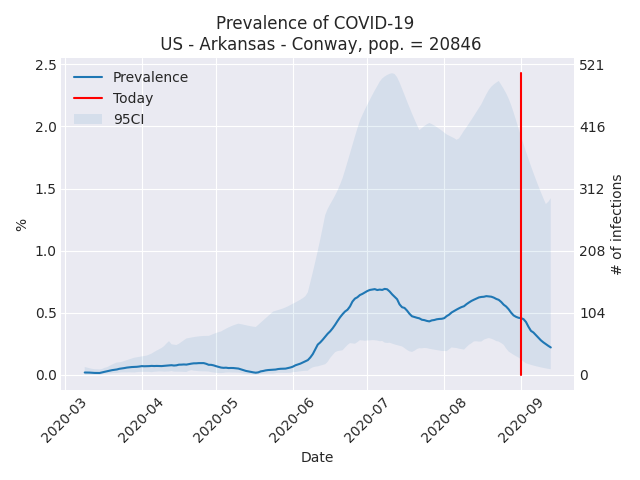 Prevalence of COVID-19
US - Arkansas - Conway, pop. = 20846
Prevalence
Today
95CI
2.5
2.0
1.5
1.0
0.5
0.0
%
521
416
312
208
104
0
# of infections
2020-03
2020-04
2020-05
2020-06
2020-07
2020-08
2020-09
Date